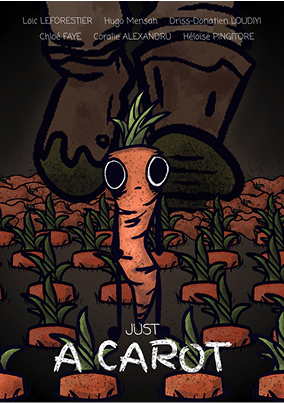 Loïc LEFORESTIER Hugo Mensah Driss-Donatien LOUDIYI
Chloé FAYE Coralie ALEXANDRU Héloïse PINGITORE
JUST
A CAROT